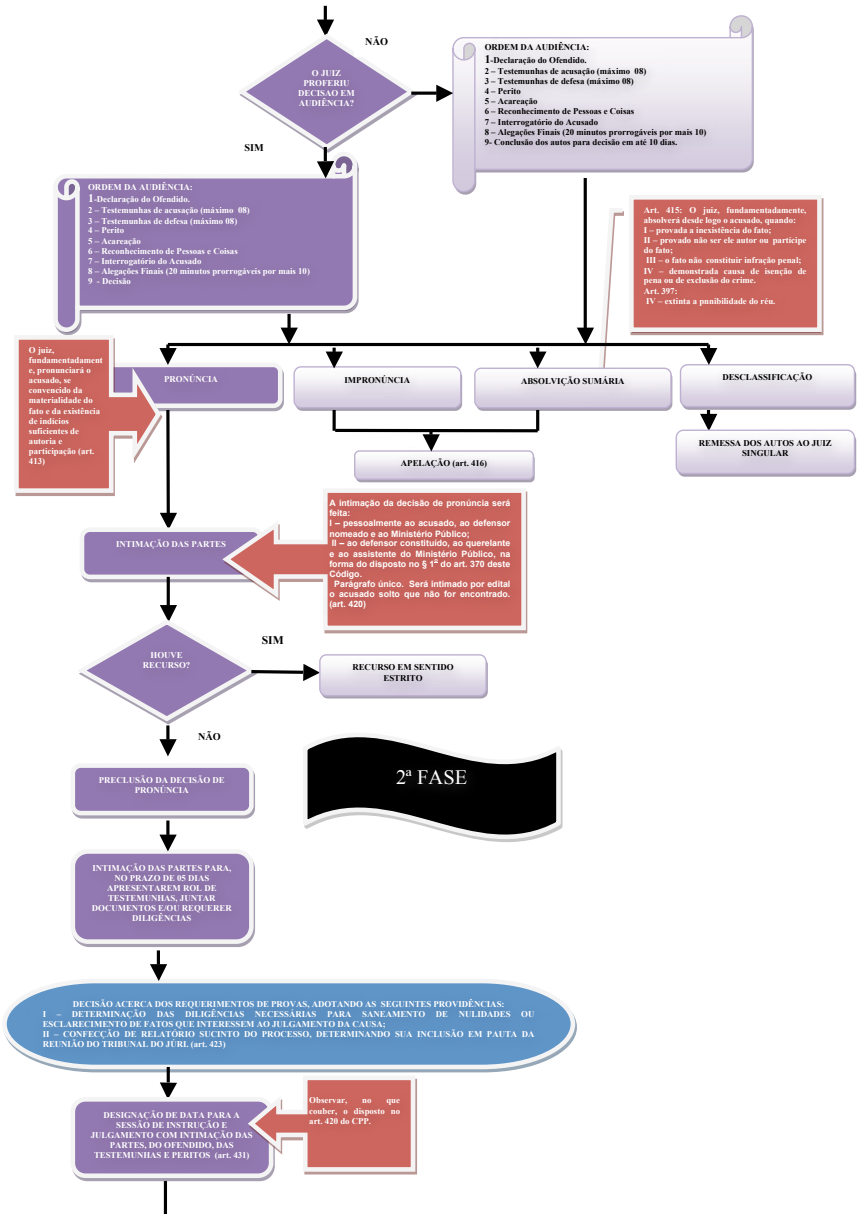 NÃO
O JUIZ
PROFERIU
DECISAO EM
AUDIÊNCIA?
ORDEM DA AUDIÊNCIA:
1-Declaração do Ofendido.
2 – Testemunhas de acusação (máximo 08)
3 – Testemunhas de defesa (máximo 08)
4 – Perito
5 – Acareação
6 – Reconhecimento de Pessoas e Coisas
7 – Interrogatório do Acusado
8 – Alegações Finais (20 minutos prorrogáveis por mais 10)
9- Conclusão dos autos para decisão em até 10 dias.
SIM
ORDEM DA AUDIÊNCIA:
1-Declaração do Ofendido.
2 – Testemunhas de acusação (máximo 08)
3 – Testemunhas de defesa (máximo 08)
4 – Perito
5 – Acareação
6 – Reconhecimento de Pessoas e Coisas
7 – Interrogatório do Acusado
8 – Alegações Finais (20 minutos prorrogáveis por mais 10)
9 - Decisão
Art. 415: O juiz, fundamentadamente,
absolverá desde logo o acusado, quando:
I – provada a inexistência do fato;
II – provado não ser ele autor ou partícipe
do fato;
III – o fato não constituir infração penal;
IV – demonstrada causa de isenção de
pena ou de exclusão do crime.
Art. 397:
IV – extinta a punibilidade do réu.
O juiz,
fundamentadament
e, pronunciará o
acusado, se
convencido da
materialidade do
fato e da existência
de indícios
suficientes de
autoria e
participação (art.
413)
PRONÚNCIA
IMPRONÚNCIA
ABSOLVIÇÃO SUMÁRIA
DESCLASSIFICAÇÃO
APELAÇÃO (art. 416)
REMESSA DOS AUTOS AO JUIZ
SINGULAR
INTIMAÇÃO DAS PARTES
A intimação da decisão de pronúncia será
feita:
I – pessoalmente ao acusado, ao defensor
nomeado e ao Ministério Público;
II – ao defensor constituído, ao querelante
e ao assistente do Ministério Público, na
forma do disposto no § 1º do art. 370 deste
Código.
Parágrafo único. Será intimado por edital
o acusado solto que não for encontrado.
(art. 420)
HOUVE
RECURSO?
SIM
RECURSO EM SENTIDO
ESTRITO
NÃO
PRECLUSÃO DA DECISÃO DE
PRONÚNCIA
2ª FASE
INTIMAÇÃO DAS PARTES PARA,
NO PRAZO DE 05 DIAS
APRESENTAREM ROL DE
TESTEMUNHAS, JUNTAR
DOCUMENTOS E/OU REQUERER
DILIGÊNCIAS
DECISÃO ACERCA DOS REQUERIMENTOS DE PROVAS, ADOTANDO AS SEGUINTES PROVIDÊNCIAS:
I – DETERMINAÇÃO DAS DILIGÊNCIAS NECESSÁRIAS PARA SANEAMENTO DE NULIDADES OU
ESCLARECIMENTO DE FATOS QUE INTERESSEM AO JULGAMENTO DA CAUSA;
II – CONFECÇÃO DE RELATÓRIO SUCINTO DO PROCESSO, DETERMINANDO SUA INCLUSÃO EM PAUTA DA
REUNIÃO DO TRIBUNAL DO JÚRI. (art. 423)
DESIGNAÇÃO DE DATA PARA A
SESSÃO DE INSTRUÇÃO E
JULGAMENTO COM INTIMAÇÃO DAS
PARTES, DO OFENDIDO, DAS
TESTEMUNHAS E PERITOS (art. 431)
Observar, no que
couber, o disposto no
art. 420 do CPP.